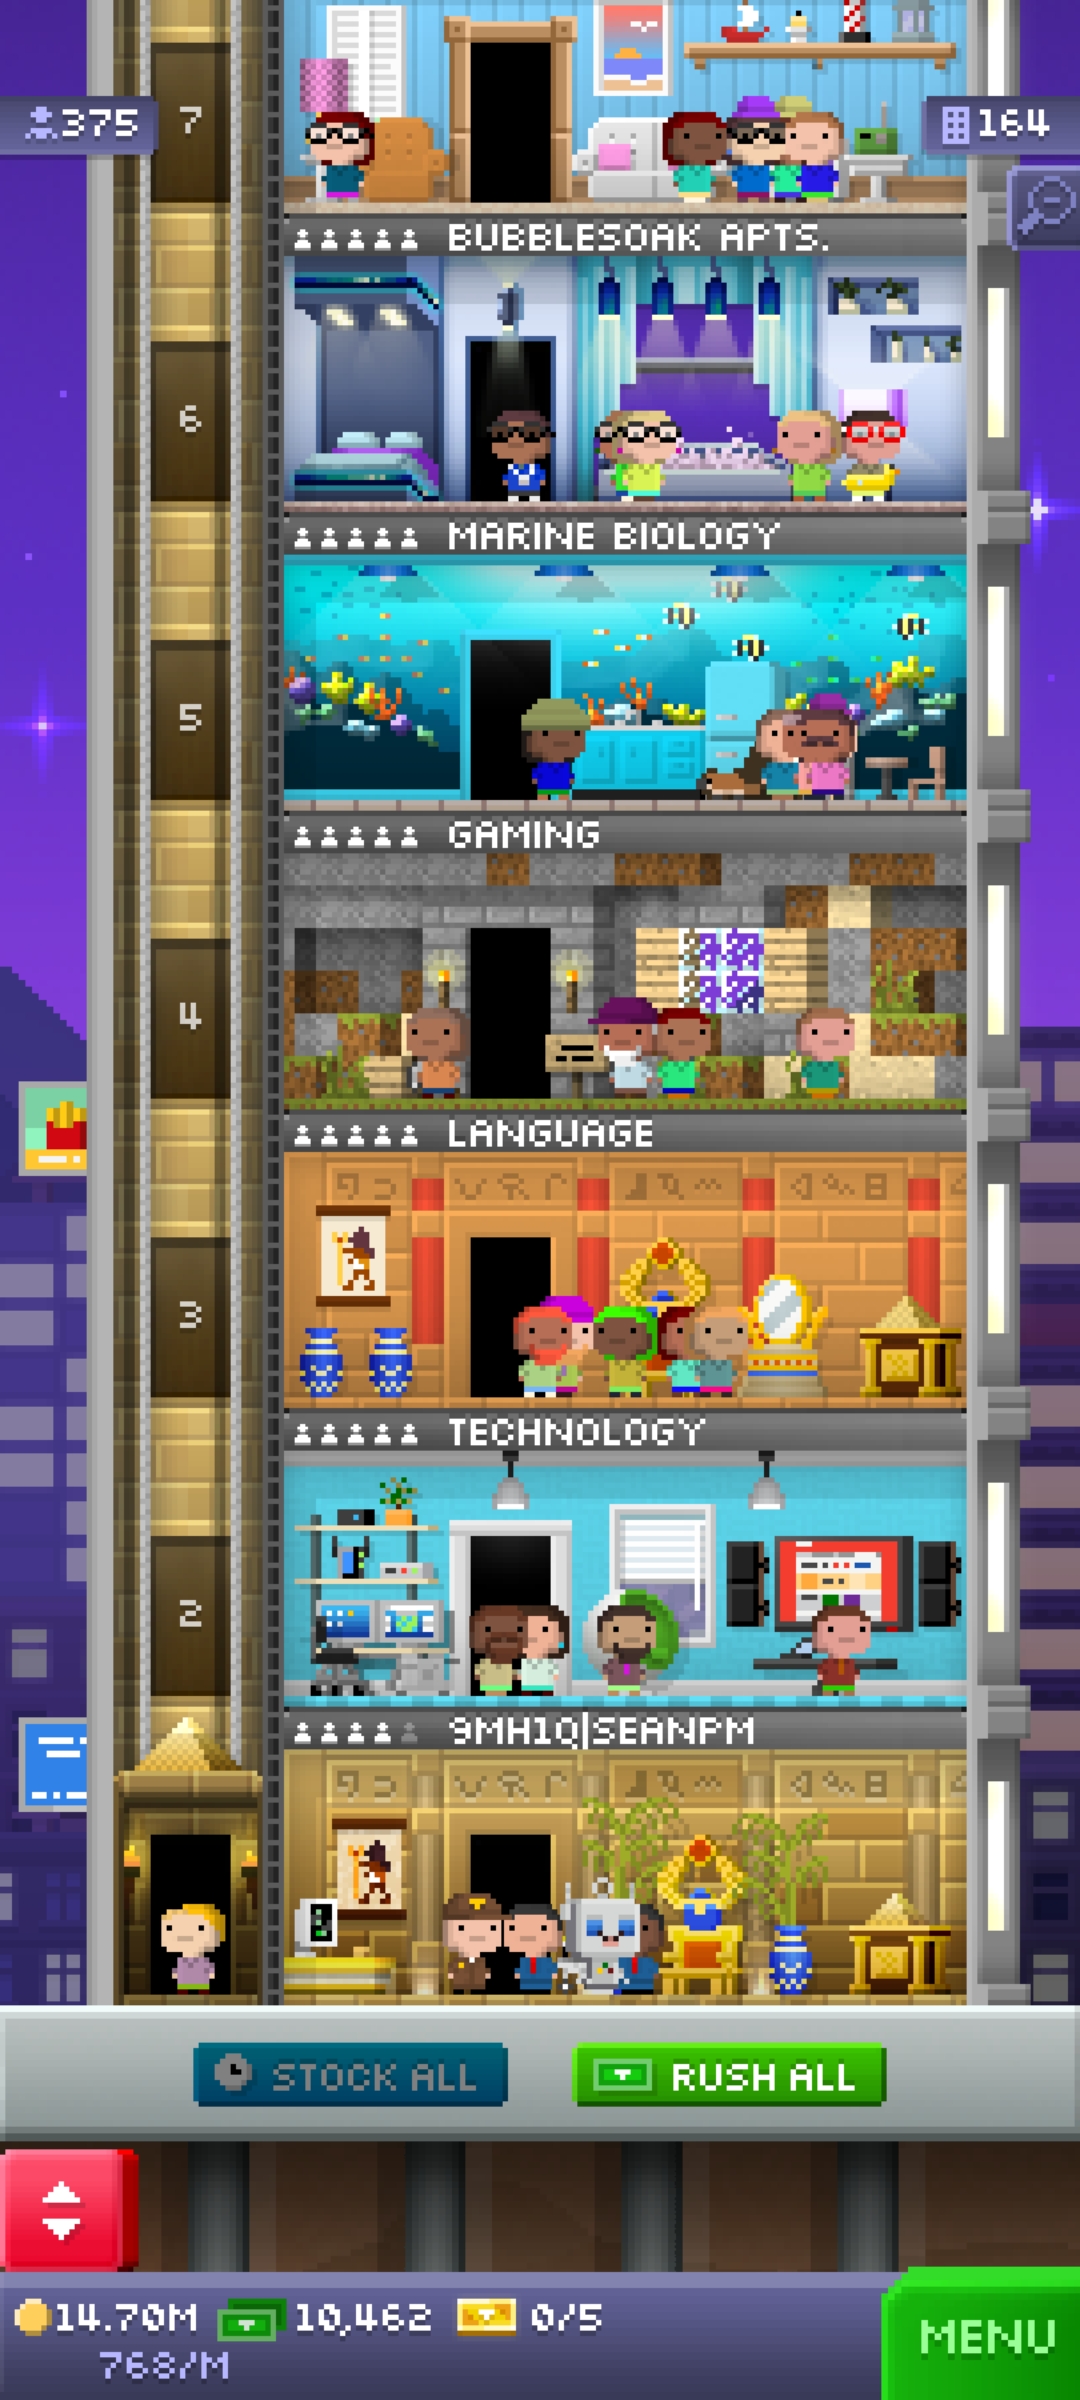 375
7
164
BUBBLESOAK APTS.
6
MARINE BIOLOGY
5
GAMING
4
LANGUAGE
3
TECHNOLOGY
2
9MH1Q|SEANPM
STOCK ALL
RUSH ALL
14.70M
10,462
0/5
768/M
MENU